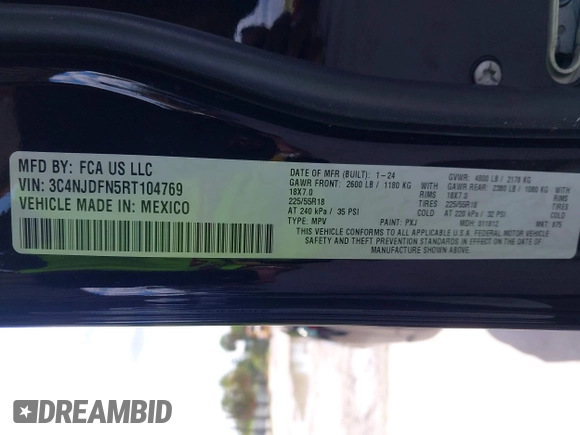 MFD BY: FCA US LLC
VIN: 3C4NJDFN5RT104769
VEHICLE MADE IN: MEXICO
DATE OF MFR (BUILT): 1-24
GVWR: 4800 LB / 2178 KG
GAWR FRONT: 2600 LB / 1180 KG WITH
GAWR REAR: 2380 LB / 1080 KG WITH
18X7.0 RIMS
18X7.0 RIMS
225/55R18 TIRES
225/55R18 TIRES
AT 240 kPa / 35 PSI COLD
AT 220 kPa / 32 PSI COLD
TYPE: MPV PAINT: PXJ MDH: 011912 MKT: 875
THIS VEHICLE CONFORMS TO ALL APPLICABLE U.S.A. FEDERAL MOTOR VEHICLE
SAFETY AND THEFT PREVENTION STANDARDS IN EFFECT ON THE DATE OF
MANUFACTURE SHOWN ABOVE.
DREAMBID